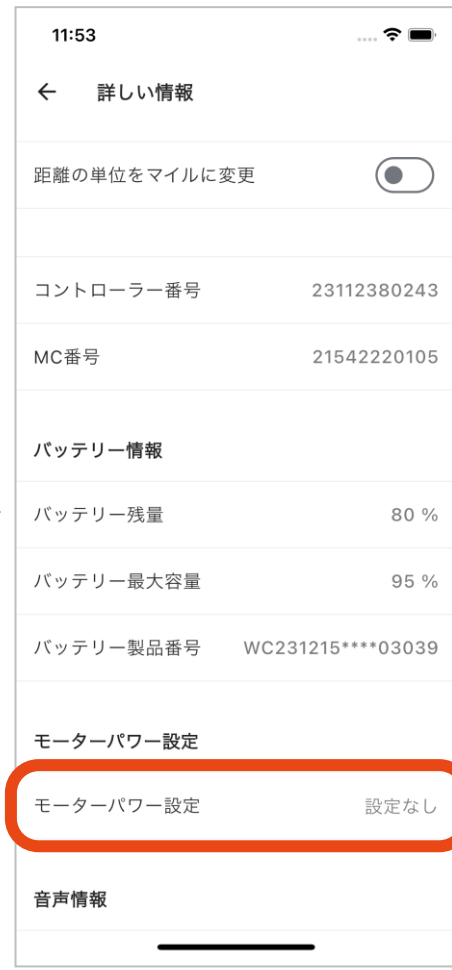 11:53
詳しい情報
距離の単位をマイルに変更
コントローラー番号 23112380243
MC番号 21542220105
バッテリー情報
バッテリー残量 80 %
バッテリー最大容量 95 %
バッテリー製品番号 WC231215****03039
モーターパワー設定
モーターパワー設定 設定なし
音声情報